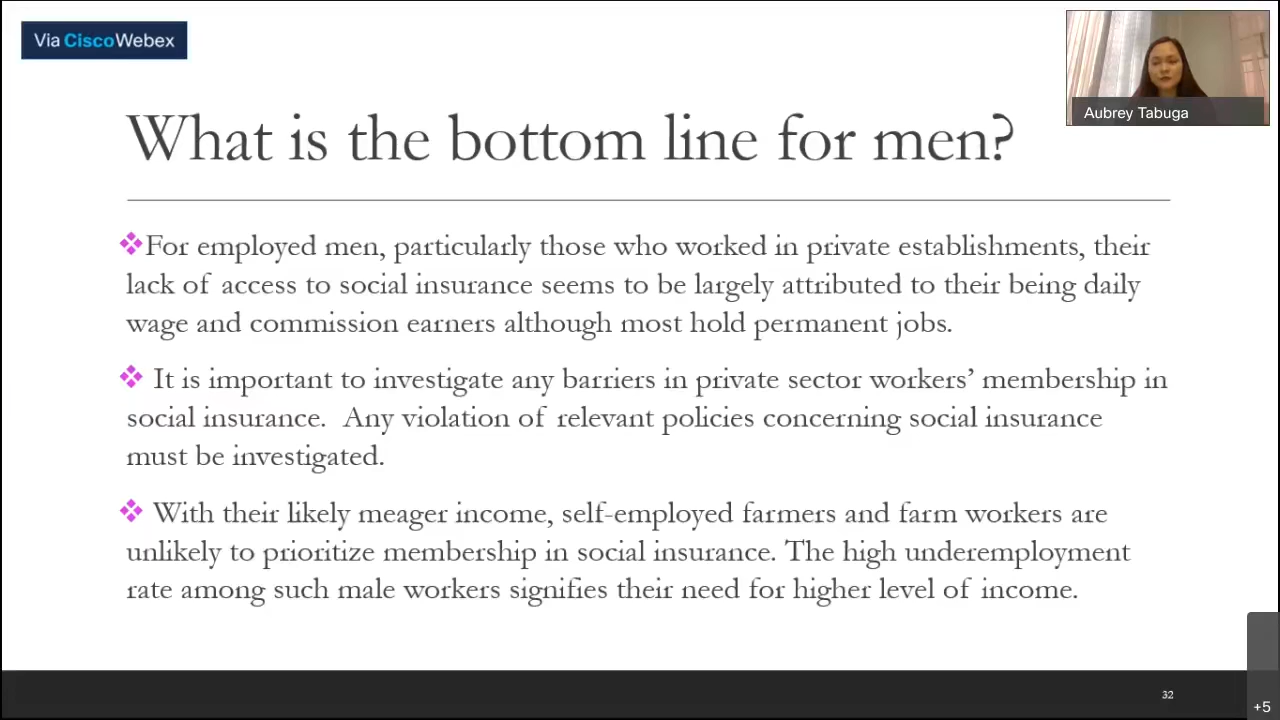 Via CiscoWebex
Aubrey Tabuga
What is the bottom line for men?
❖For employed men, particularly those who worked in private establishments, their
lack of access to social insurance seems to be largely attributed to their being daily
wage and commission earners although most hold permanent jobs.
❖ It is important to investigate any barriers in private sector workers’ membership in
social insurance.  Any violation of relevant policies concerning social insurance
must be investigated.
❖ With their likely meager income, self-employed farmers and farm workers are
unlikely to prioritize membership in social insurance. The high underemployment
rate among such male workers signifies their need for higher level of income.
32
+5